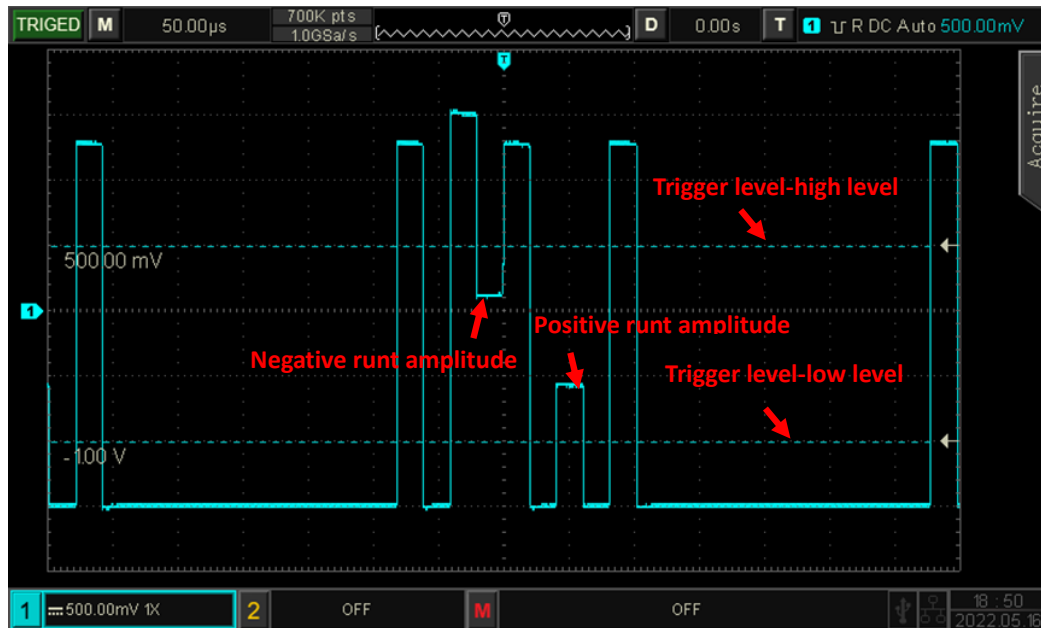 TRIGED M 50.00µs 700K pts D 0.00s T 1 R DC Auto 500.00mV
1.0GSa/s
T
T
Acquire
Trigger level-high level
500.00 mV
1
Positive runt amplitude
Negative runt amplitude
Trigger level-low level
-1.00 V
1 500.00mV 1X 2 OFF M OFF 18:50
2022.05.16